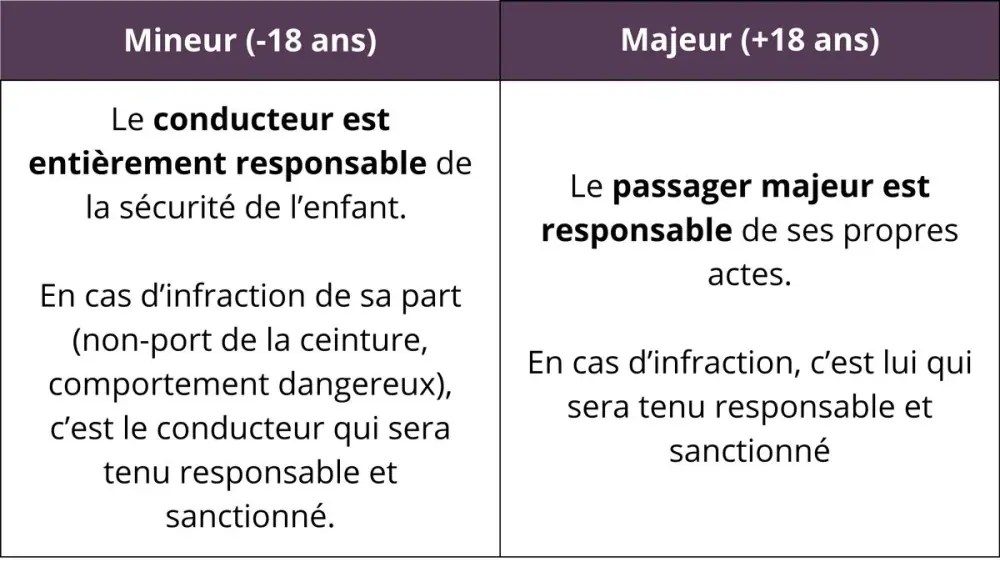 Mineur (-18 ans)
Majeur (+18 ans)
Le conducteur est
entièrement responsable de
la sécurité de l’enfant.
En cas d’infraction de sa part
(non-port de la ceinture,
comportement dangereux),
c’est le conducteur qui sera
tenu responsable et
sanctionné.
Le passager majeur est
responsable de ses propres
actes.
En cas d’infraction, c’est lui qui
sera tenu responsable et
sanctionné